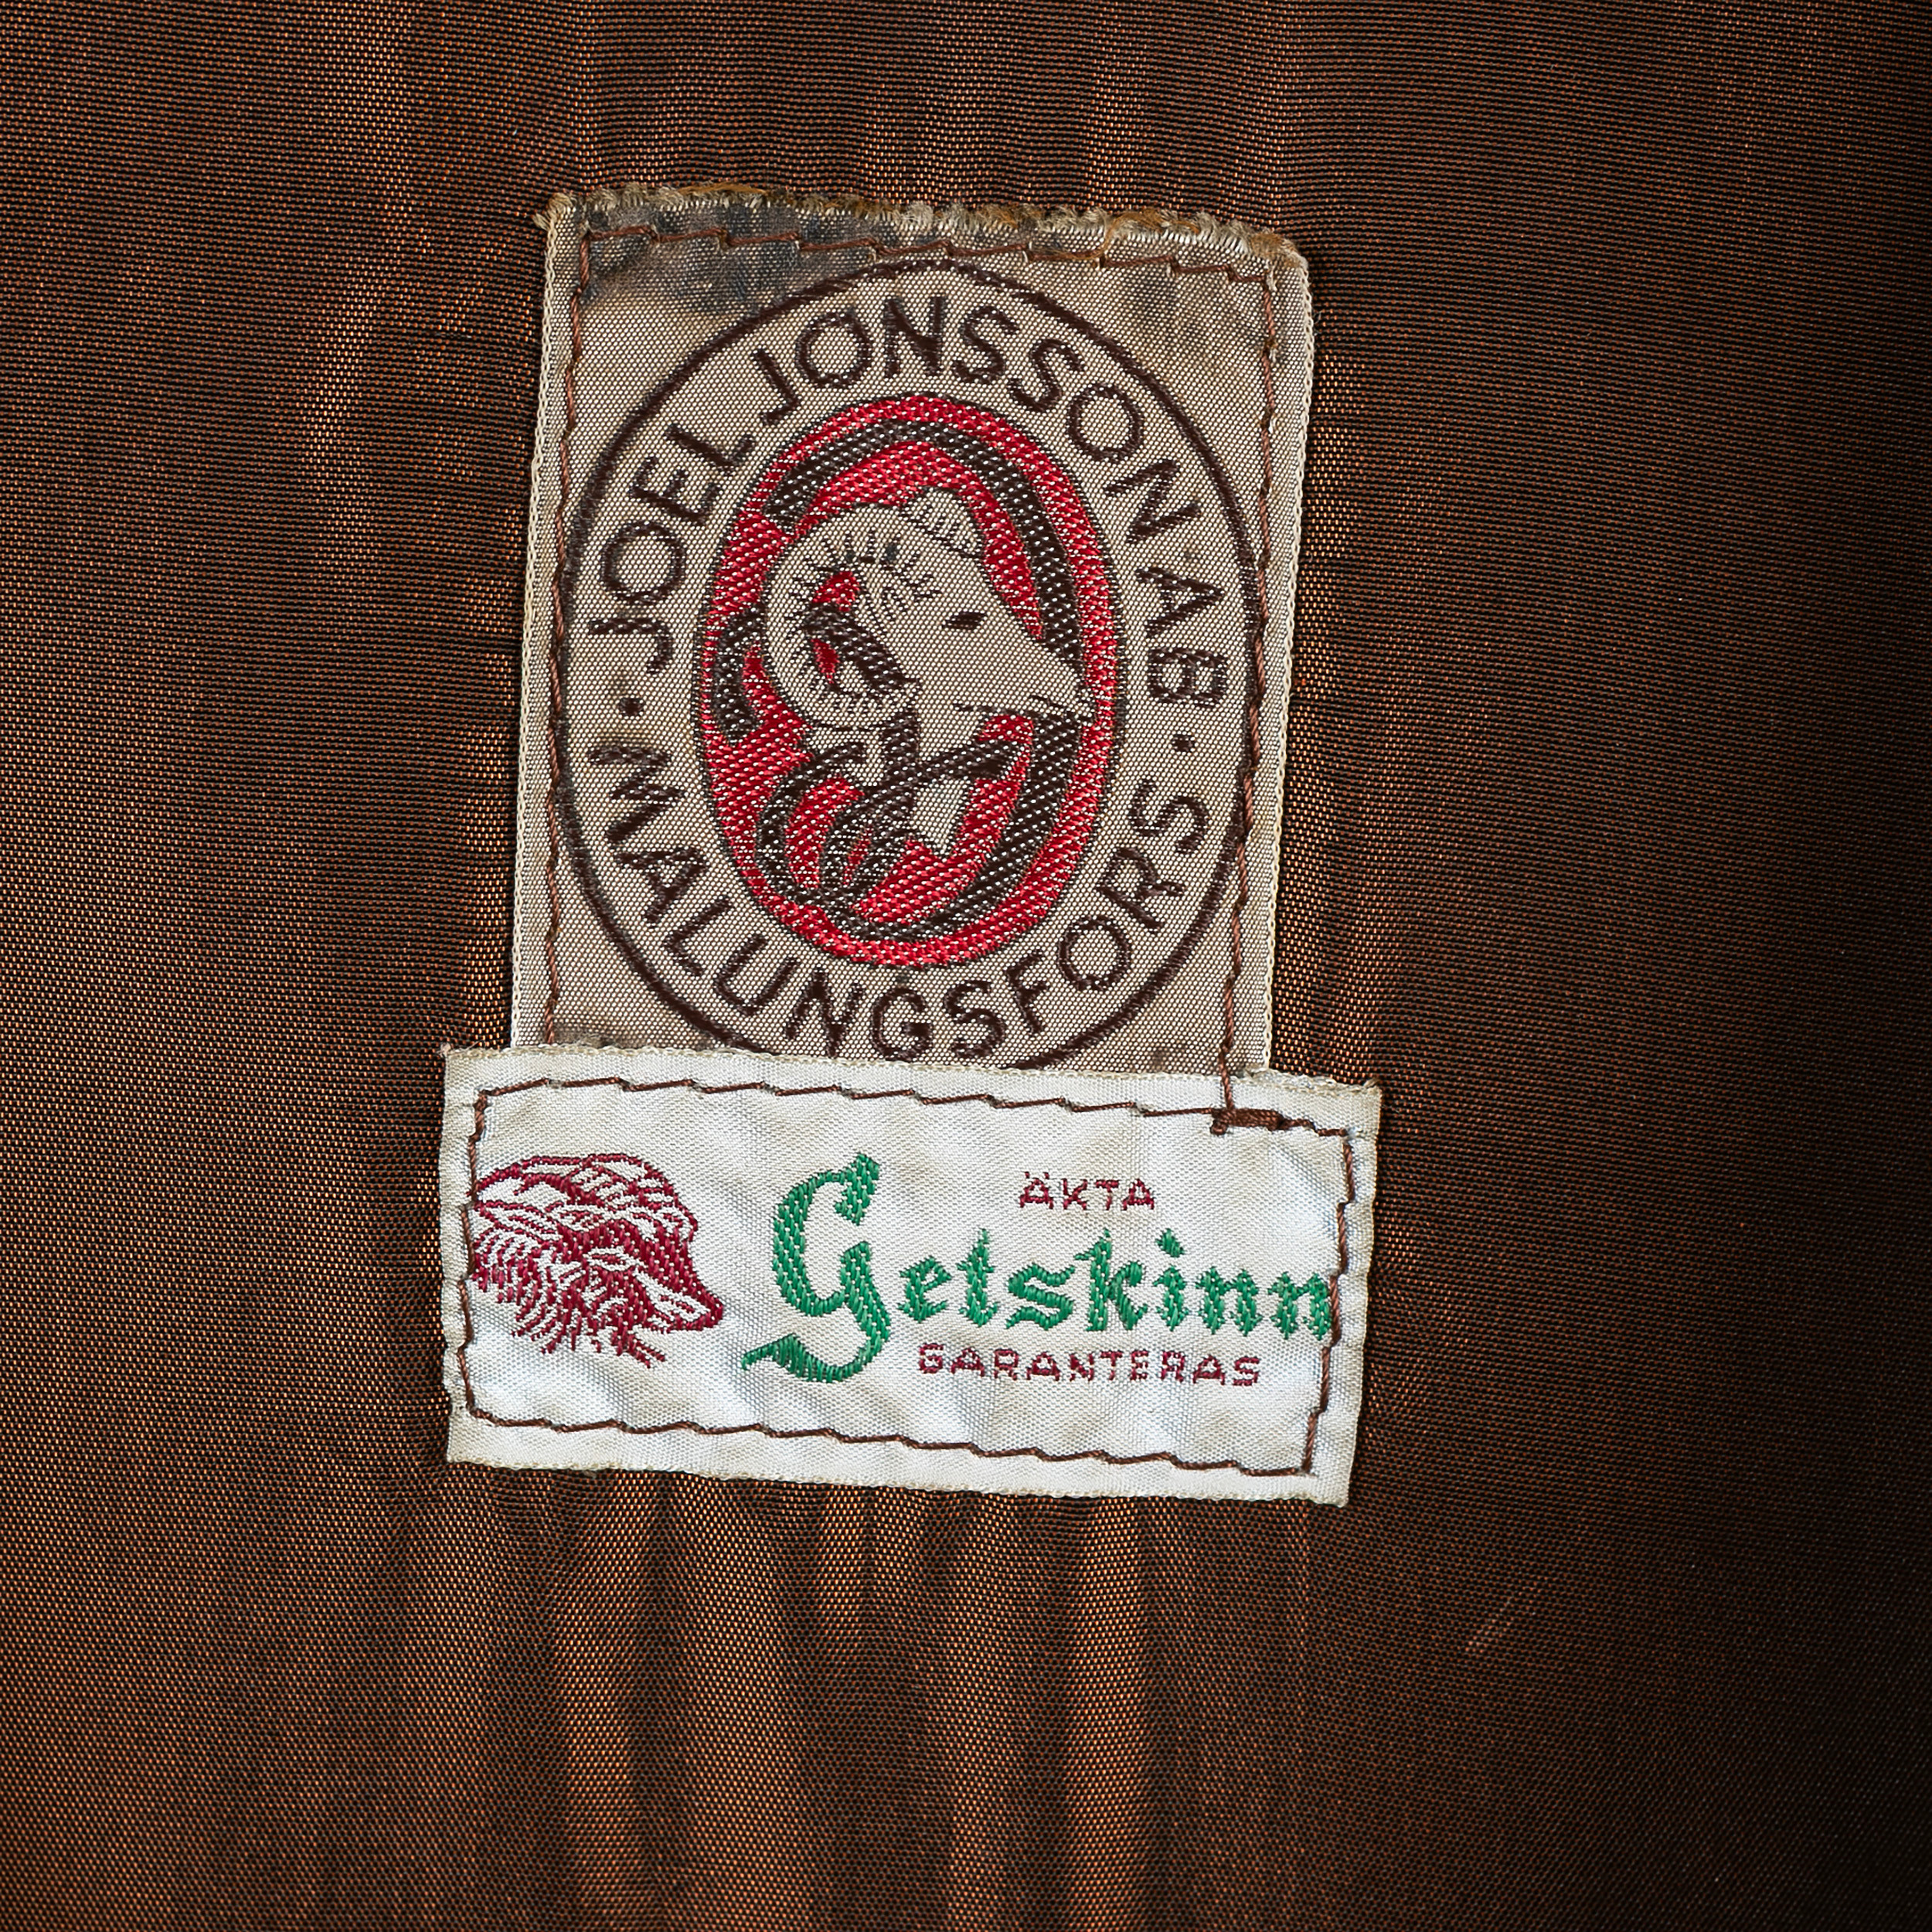 · JOEL JONSSON AB ·
MALUNGSFORS
ÄKTA
Getskinn
GARANTERAS